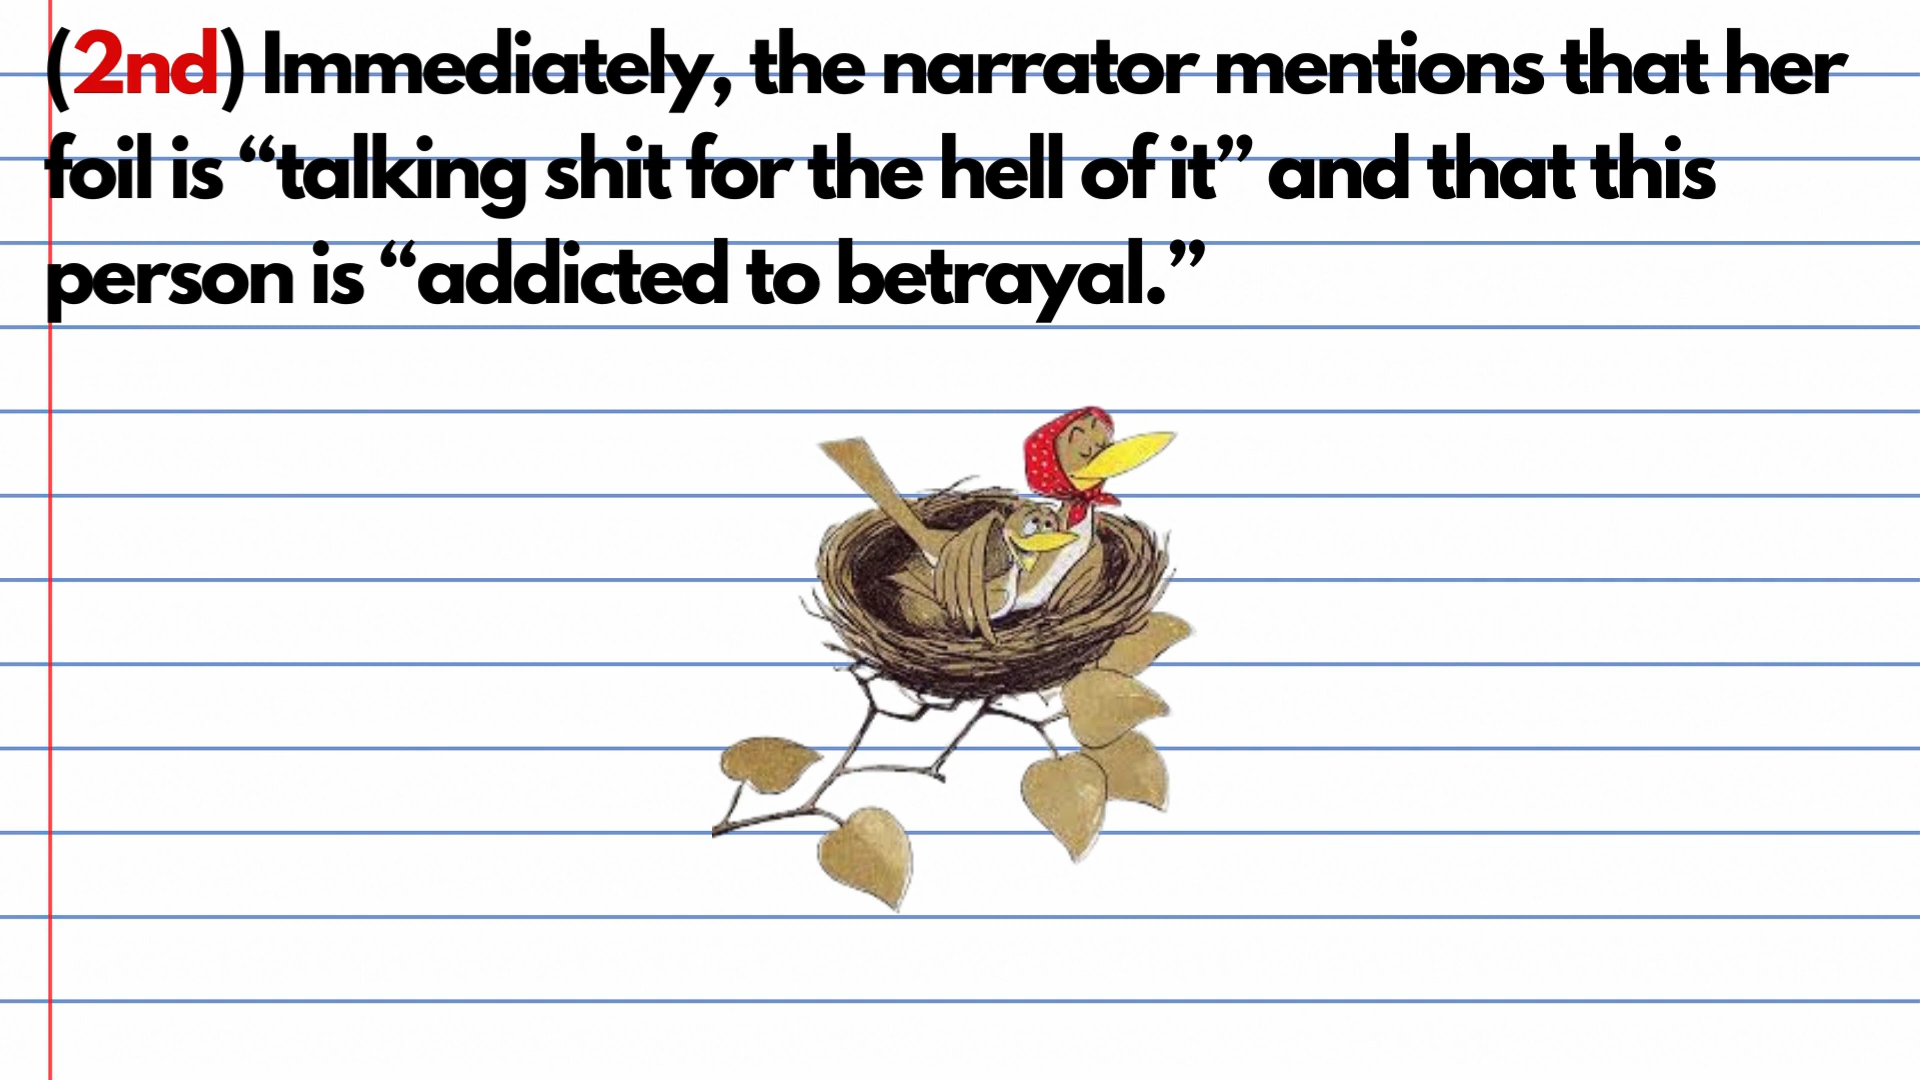 (2nd) Immediately, the narrator mentions that her
foil is “talking shit for the hell of it” and that this
person is “addicted to betrayal.”